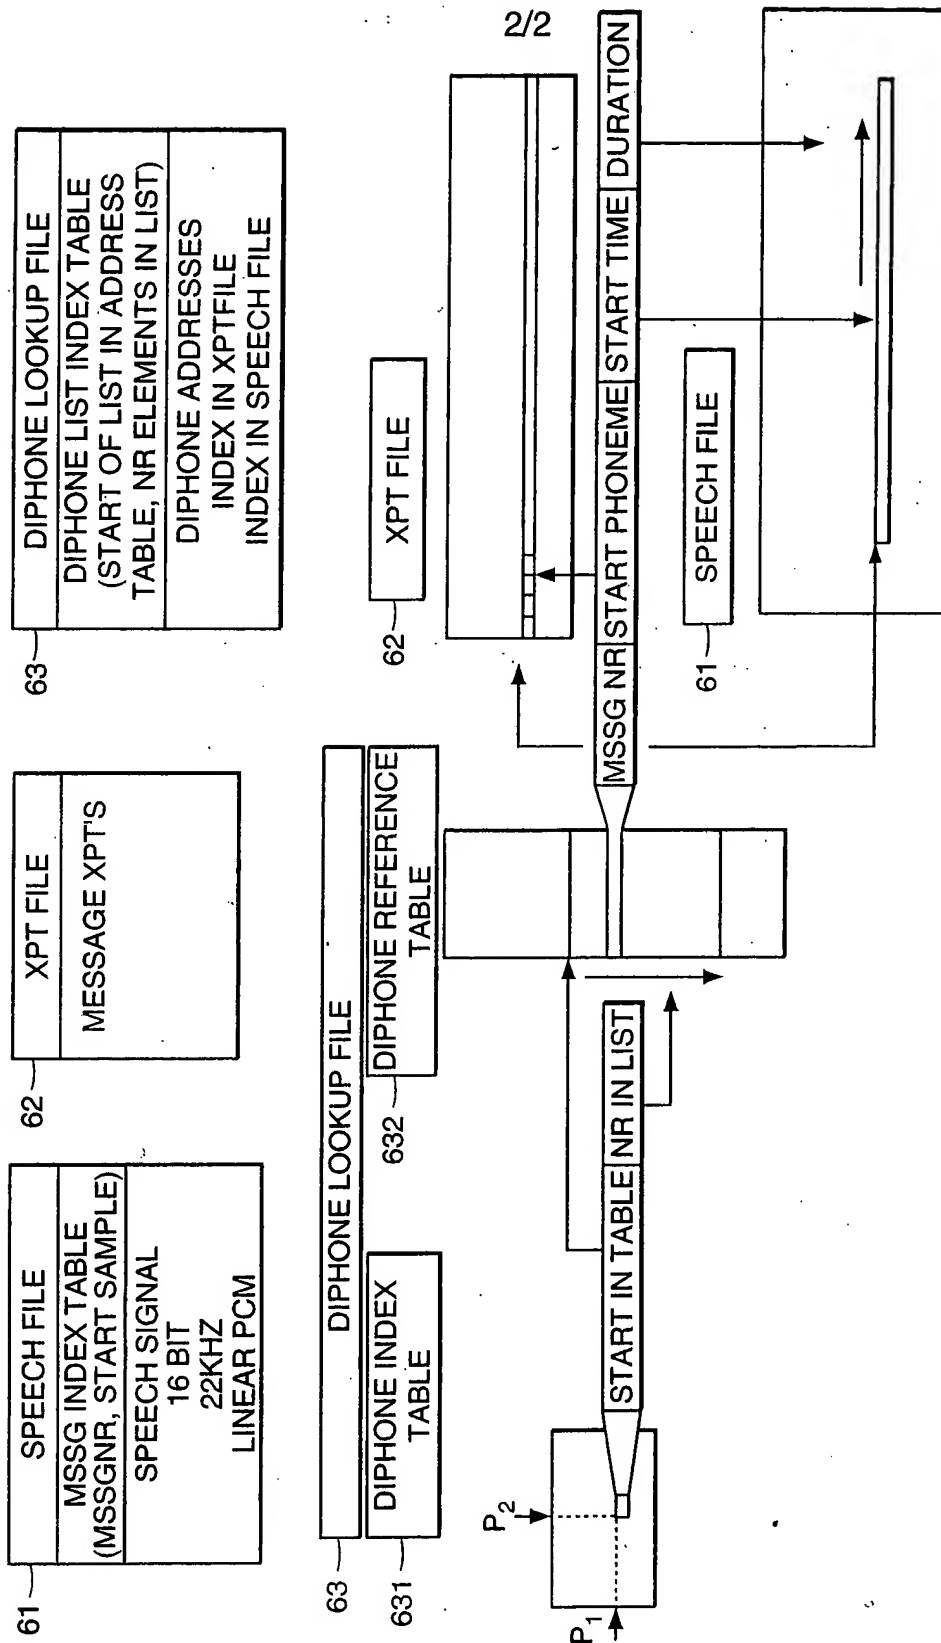 2/2
61
SPEECH FILE
MSSG INDEX TABLE
(MSSGNR, START SAMPLE)
SPEECH SIGNAL
16 BIT
22KHZ
LINEAR PCM
62
XPT FILE
MESSAGE XPT'S
63
DIPHONE LOOKUP FILE
DIPHONE LIST INDEX TABLE
(START OF LIST IN ADDRESS
TABLE, NR ELEMENTS IN LIST)
DIPHONE ADDRESSES
INDEX IN XPTFILE
INDEX IN SPEECH FILE
63
DIPHONE LOOKUP FILE
631
DIPHONE INDEX
TABLE
632
DIPHONE REFERENCE
TABLE
62
XPT FILE
P1
P2
START IN TABLE
NR IN LIST
MSSG NR
START PHONEME
START TIME
DURATION
61
SPEECH FILE